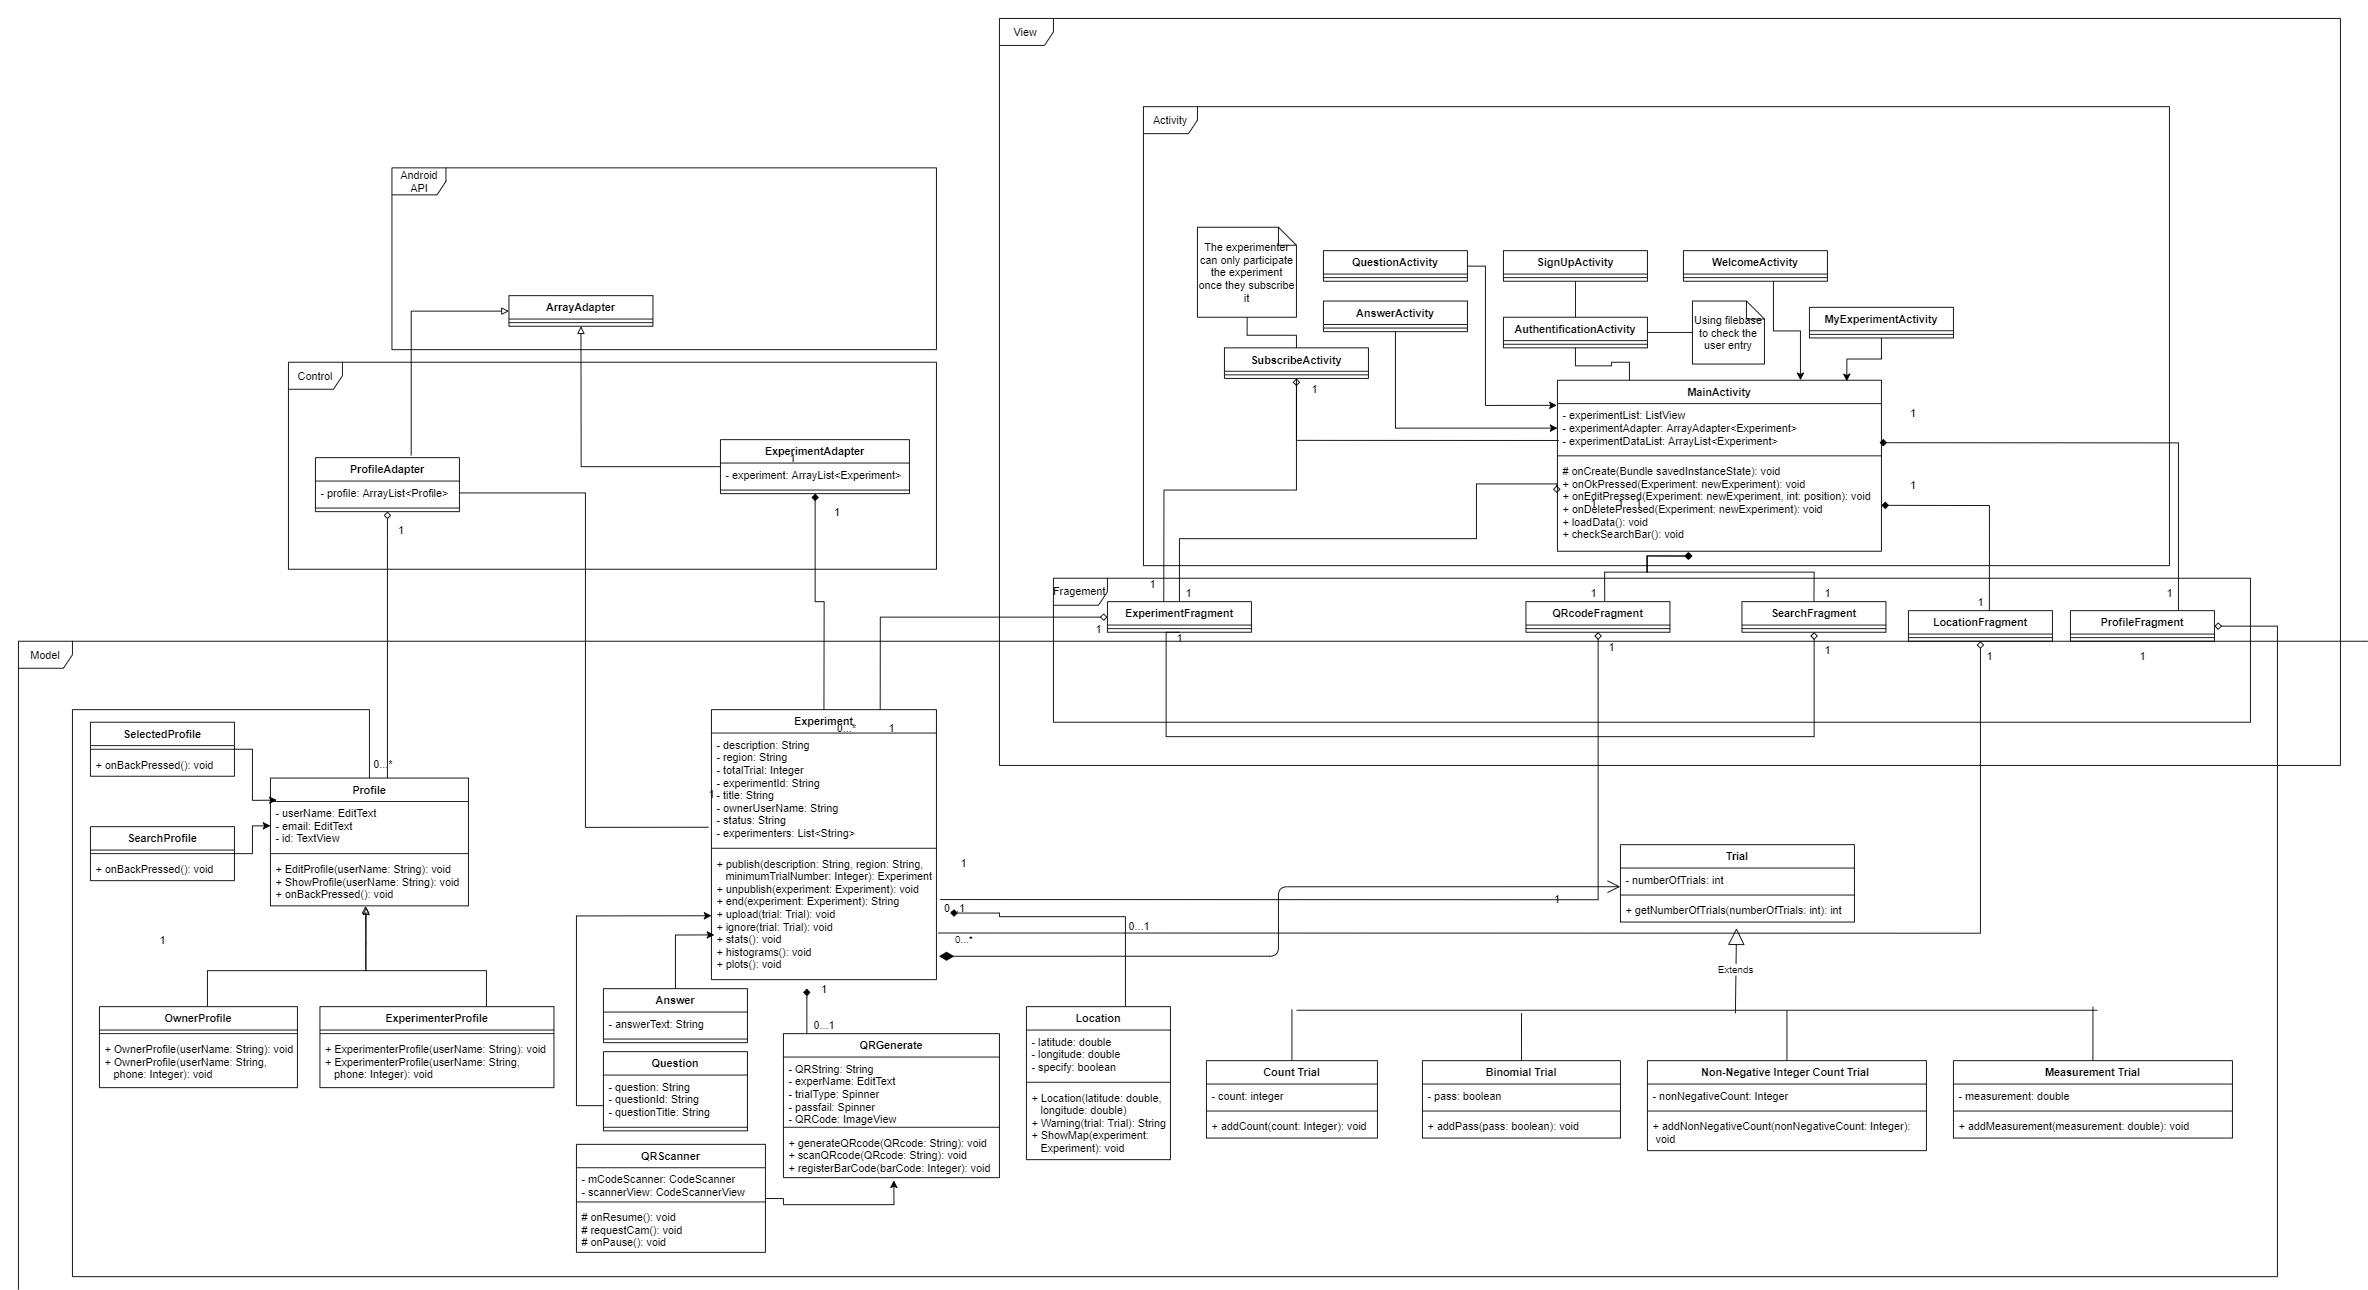 View
Activity
Android
API
The experimenter
can only participate
the experiment
once they subscribe
it
QuestionActivity
SignUpActivity
WelcomeActivity
AnswerActivity
AuthentificationActivity
Using filebase
to check the
user entry
MyExperimentActivity
ArrayAdapter
SubscribeActivity
1
Control
MainActivity
- experimentList: ListView
- experimentAdapter: ArrayAdapter<Experiment>
- experimentDataList: ArrayList<Experiment>
# onCreate(Bundle savedInstanceState): void
+ onOkPressed(Experiment: newExperiment): void
+ onEditPressed(Experiment: newExperiment, int: position): void
+ onDeletePressed(Experiment: newExperiment): void
+ loadData(): void
+ checkSearchBar(): void
1
1
1
1
1
ProfileAdapter
- profile: ArrayList<Profile>
1
ExperimentAdapter
1
- experiment: ArrayList<Experiment>
1
Fragement
1
1
1
1
1
1
ExperimentFragment
QRcodeFragment
SearchFragment
LocationFragment
ProfileFragment
1
1
1
1
1
1
Model
SelectedProfile
+ onBackPressed(): void
SearchProfile
+ onBackPressed(): void
0...*
Profile
- userName: EditText
- email: EditText
- id: TextView
+ EditProfile(userName: String): void
+ ShowProfile(userName: String): void
+ onBackPressed(): void
1
OwnerProfile
+ OwnerProfile(userName: String): void
+ OwnerProfile(userName: String,
phone: Integer): void
ExperimenterProfile
+ ExperimenterProfile(userName: String): void
+ ExperimenterProfile(userName: String,
phone: Integer): void
Experiment
0...*
1
- description: String
- region: String
- totalTrial: Integer
- experimentId: String
- title: String
1
- ownerUserName: String
- status: String
- experimenters: List<String>
+ publish(description: String, region: String,
minimumTrialNumber: Integer): Experiment
+ unpublish(experiment: Experiment): void
+ end(experiment: Experiment): String
+ upload(trial: Trial): void
+ ignore(trial: Trial): void
+ stats(): void
+ histograms(): void
+ plots(): void
1
1
0...1
0...1
0...*
Answer
- answerText: String
Question
- question: String
- questionId: String
- questionTitle: String
1
0...1
QRGenerate
- QRString: String
- experName: EditText
- trialType: Spinner
- passfail: Spinner
- QRCode: ImageView
+ generateQRcode(QRcode: String): void
+ scanQRcode(QRcode: String): void
+ registerBarCode(barCode: Integer): void
QRScanner
- mCodeScanner: CodeScanner
- scannerView: CodeScannerView
# onResume(): void
# requestCam(): void
# onPause(): void
Location
- latitude: double
- longitude: double
- specify: boolean
+ Location(latitude: double,
longitude: double)
+ Warning(trial: Trial): String
+ ShowMap(experiment:
Experiment): void
Trial
- numberOfTrials: int
+ getNumberOfTrials(numberOfTrials: int): int
Extends
Count Trial
- count: integer
+ addCount(count: Integer): void
Binomial Trial
- pass: boolean
+ addPass(pass: boolean): void
Non-Negative Integer Count Trial
- nonNegativeCount: Integer
+ addNonNegativeCount(nonNegativeCount: Integer):
void
Measurement Trial
- measurement: double
+ addMeasurement(measurement: double): void